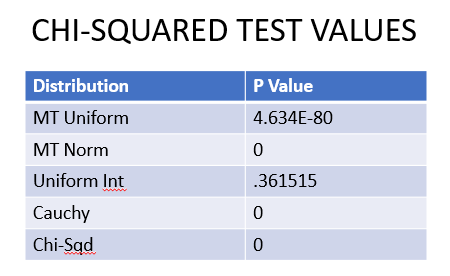 CHI-SQUARED TEST VALUES
Distribution P Value
MT Uniform 4.634E-80
MT Norm 0
Uniform Int .361515
Cauchy 0
Chi-Sqd 0